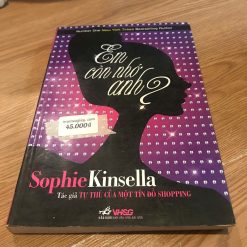 Em
còn nhớ
anh?
45.000đ
Sophie Kinsella
Tác giả TỰ THÚ CỦA MỘT TÍN ĐỒ SHOPPING